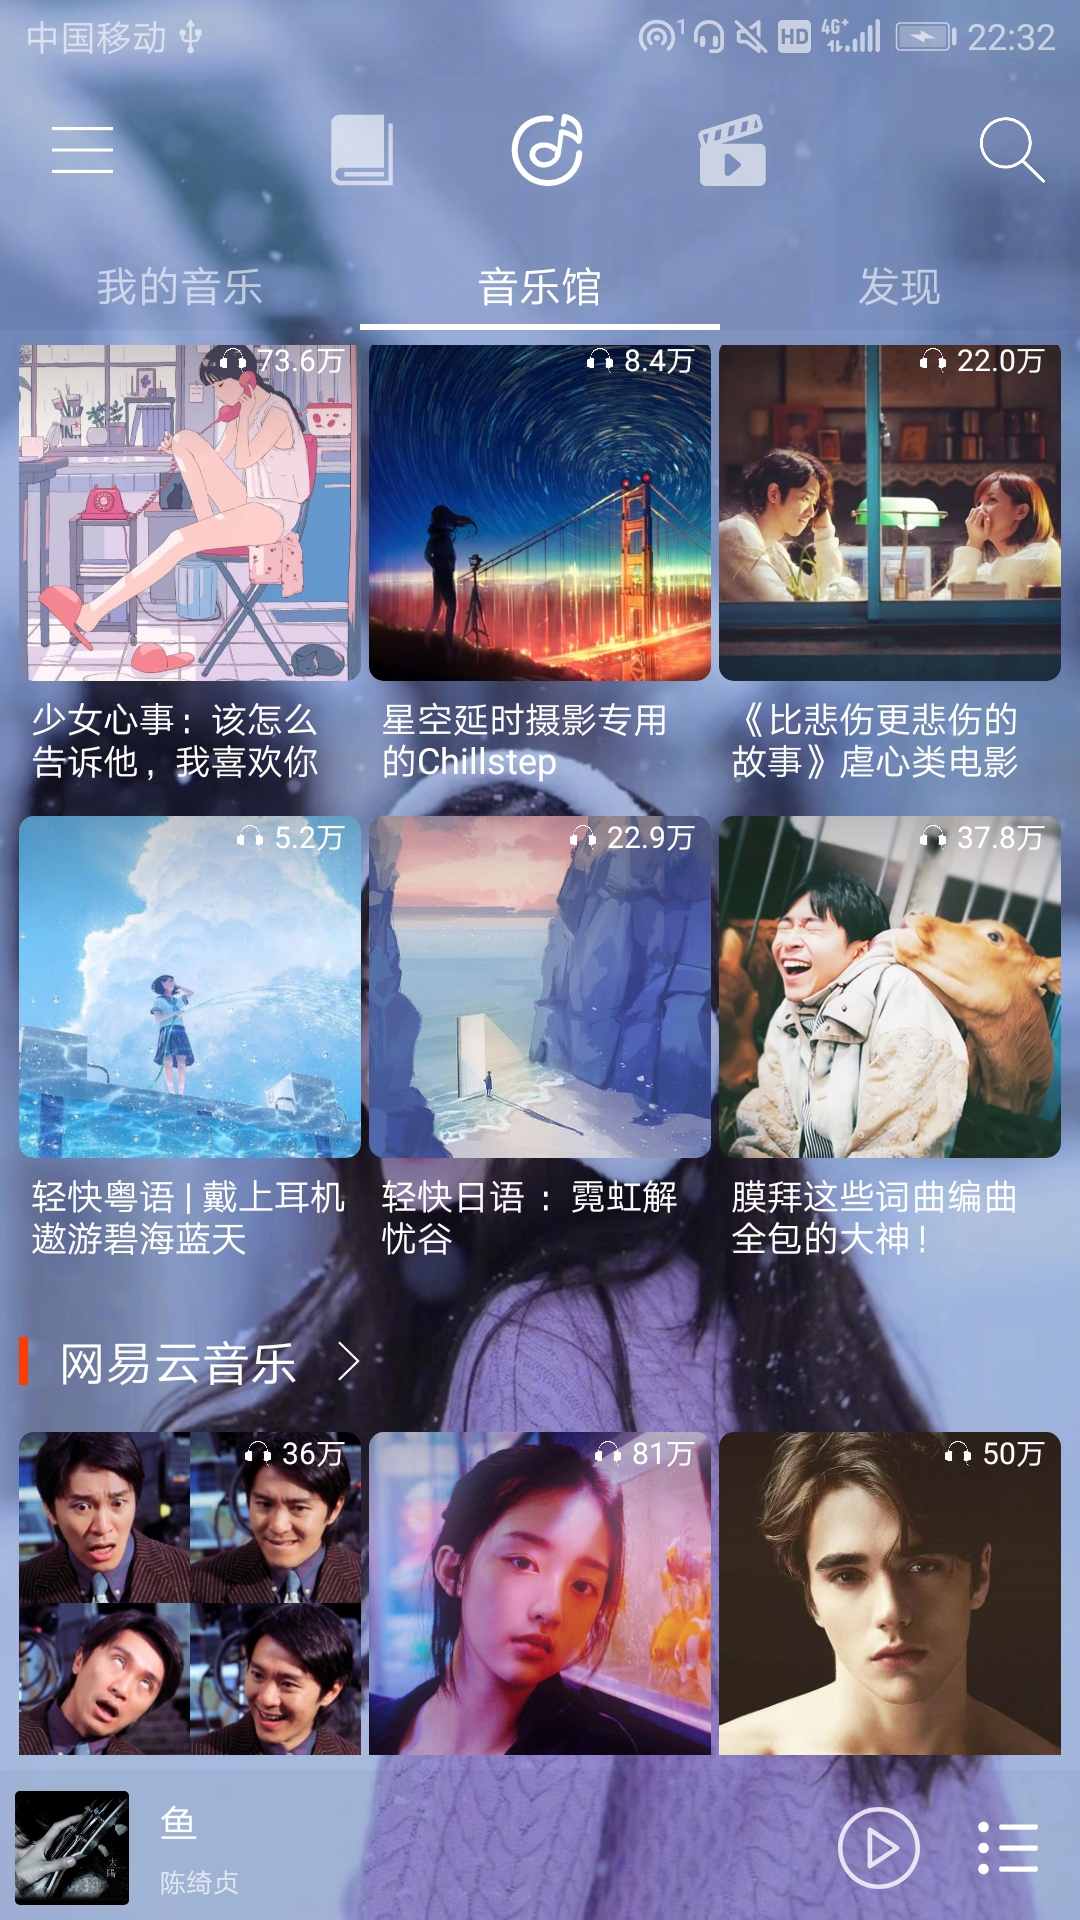 中国移动 1 HD 4G+ 22:32
我的音乐 音乐馆 发现
73.6万 8.4万 22.0万
少女心事：该怎么
告诉他，我喜欢你
星空延时摄影专用
的Chillstep
《比悲伤更悲伤的
故事》虐心类电影
5.2万 22.9万 37.8万
轻快粤语 | 戴上耳机
遨游碧海蓝天
轻快日语 ：霓虹解
忧谷
膜拜这些词曲编曲
全包的大神！
网易云音乐
36万 81万 50万
太陽
鱼
陈绮贞